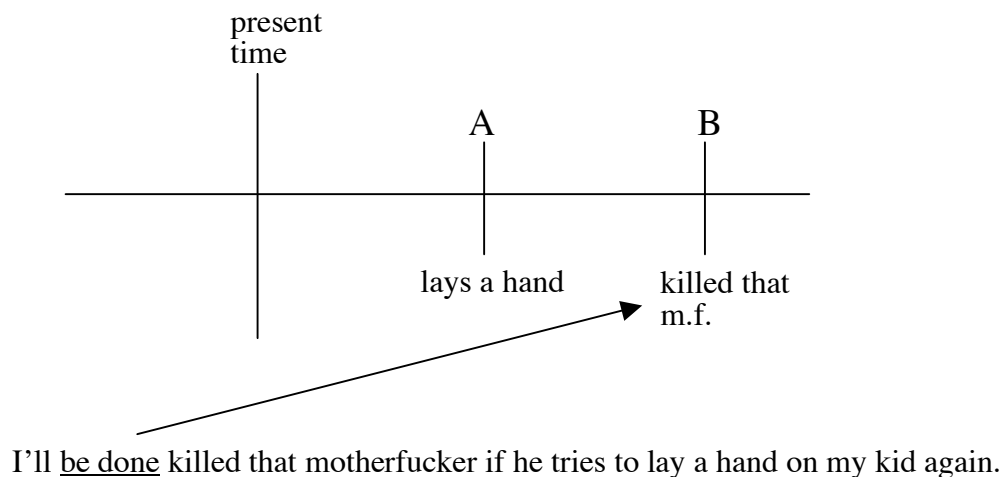 present
time
A
B
lays a hand
killed that
m.f.
I’ll be done killed that motherfucker if he tries to lay a hand on my kid again.